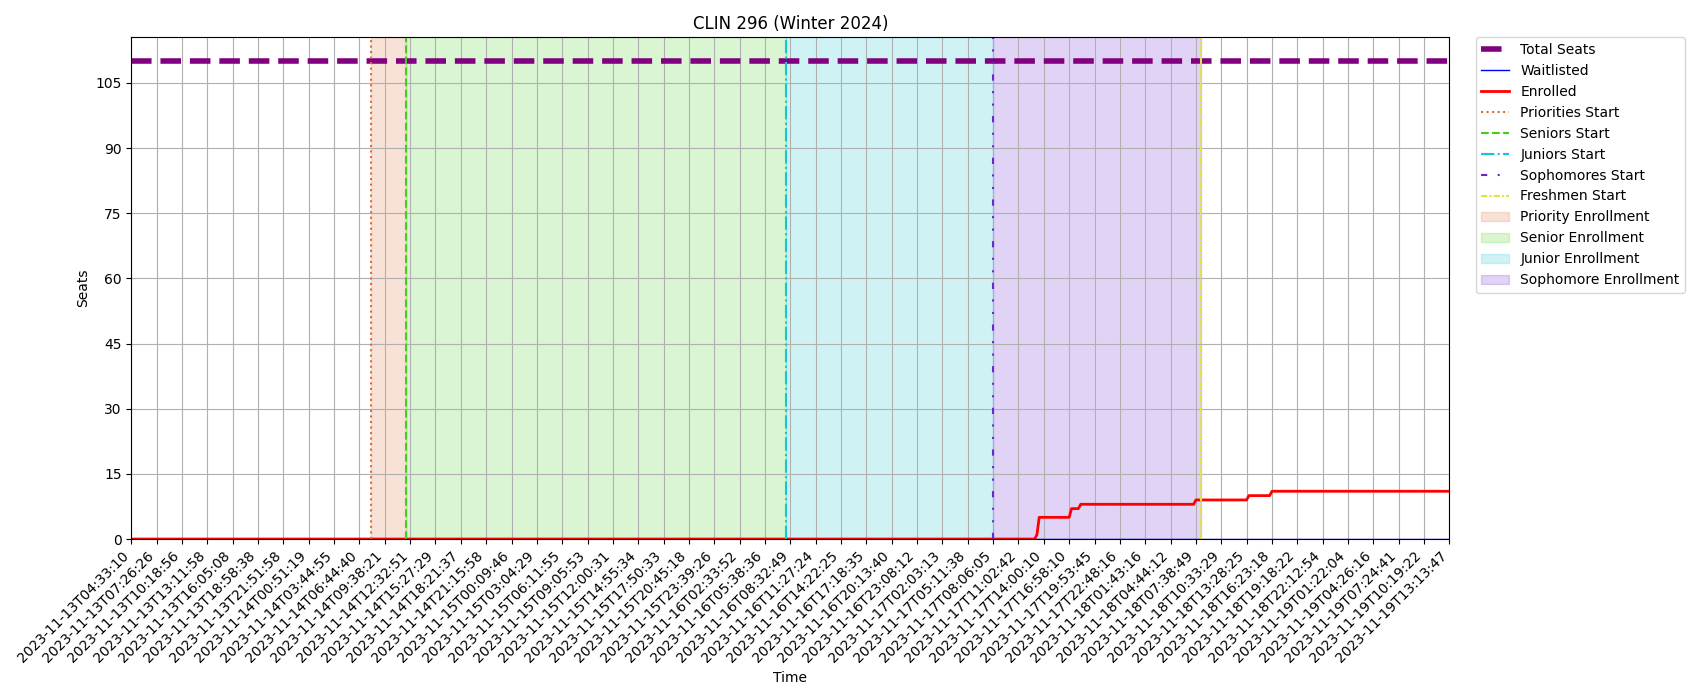 CLIN 296 (Winter 2024)
Seats
105
90
75
60
45
30
15
0
2023-11-13T04:33:10
2023-11-13T07:26:26
2023-11-13T10:18:56
2023-11-13T13:11:58
2023-11-13T16:05:08
2023-11-13T18:58:38
2023-11-13T21:51:58
2023-11-14T00:51:19
2023-11-14T03:44:55
2023-11-14T06:44:40
2023-11-14T09:38:21
2023-11-14T12:32:51
2023-11-14T15:27:29
2023-11-14T18:21:37
2023-11-14T21:15:58
2023-11-15T00:09:46
2023-11-15T03:04:29
2023-11-15T06:11:55
2023-11-15T09:05:53
2023-11-15T12:00:31
2023-11-15T14:55:34
2023-11-15T17:50:33
2023-11-15T20:45:18
2023-11-15T23:39:26
2023-11-16T02:33:52
2023-11-16T05:38:36
2023-11-16T08:32:49
2023-11-16T11:27:24
2023-11-16T14:22:25
2023-11-16T17:18:35
2023-11-16T20:13:40
2023-11-16T23:08:12
2023-11-17T02:03:13
2023-11-17T05:11:38
2023-11-17T08:06:05
2023-11-17T11:02:42
2023-11-17T14:00:10
2023-11-17T16:58:10
2023-11-17T19:53:45
2023-11-17T22:48:16
2023-11-18T01:43:16
2023-11-18T04:44:12
2023-11-18T07:38:49
2023-11-18T10:33:29
2023-11-18T13:28:25
2023-11-18T16:23:18
2023-11-18T19:18:22
2023-11-18T22:12:54
2023-11-19T01:22:04
2023-11-19T04:26:16
2023-11-19T07:24:41
2023-11-19T10:19:22
2023-11-19T13:13:47
Time
Total Seats
Waitlisted
Enrolled
Priorities Start
Seniors Start
Juniors Start
Sophomores Start
Freshmen Start
Priority Enrollment
Senior Enrollment
Junior Enrollment
Sophomore Enrollment